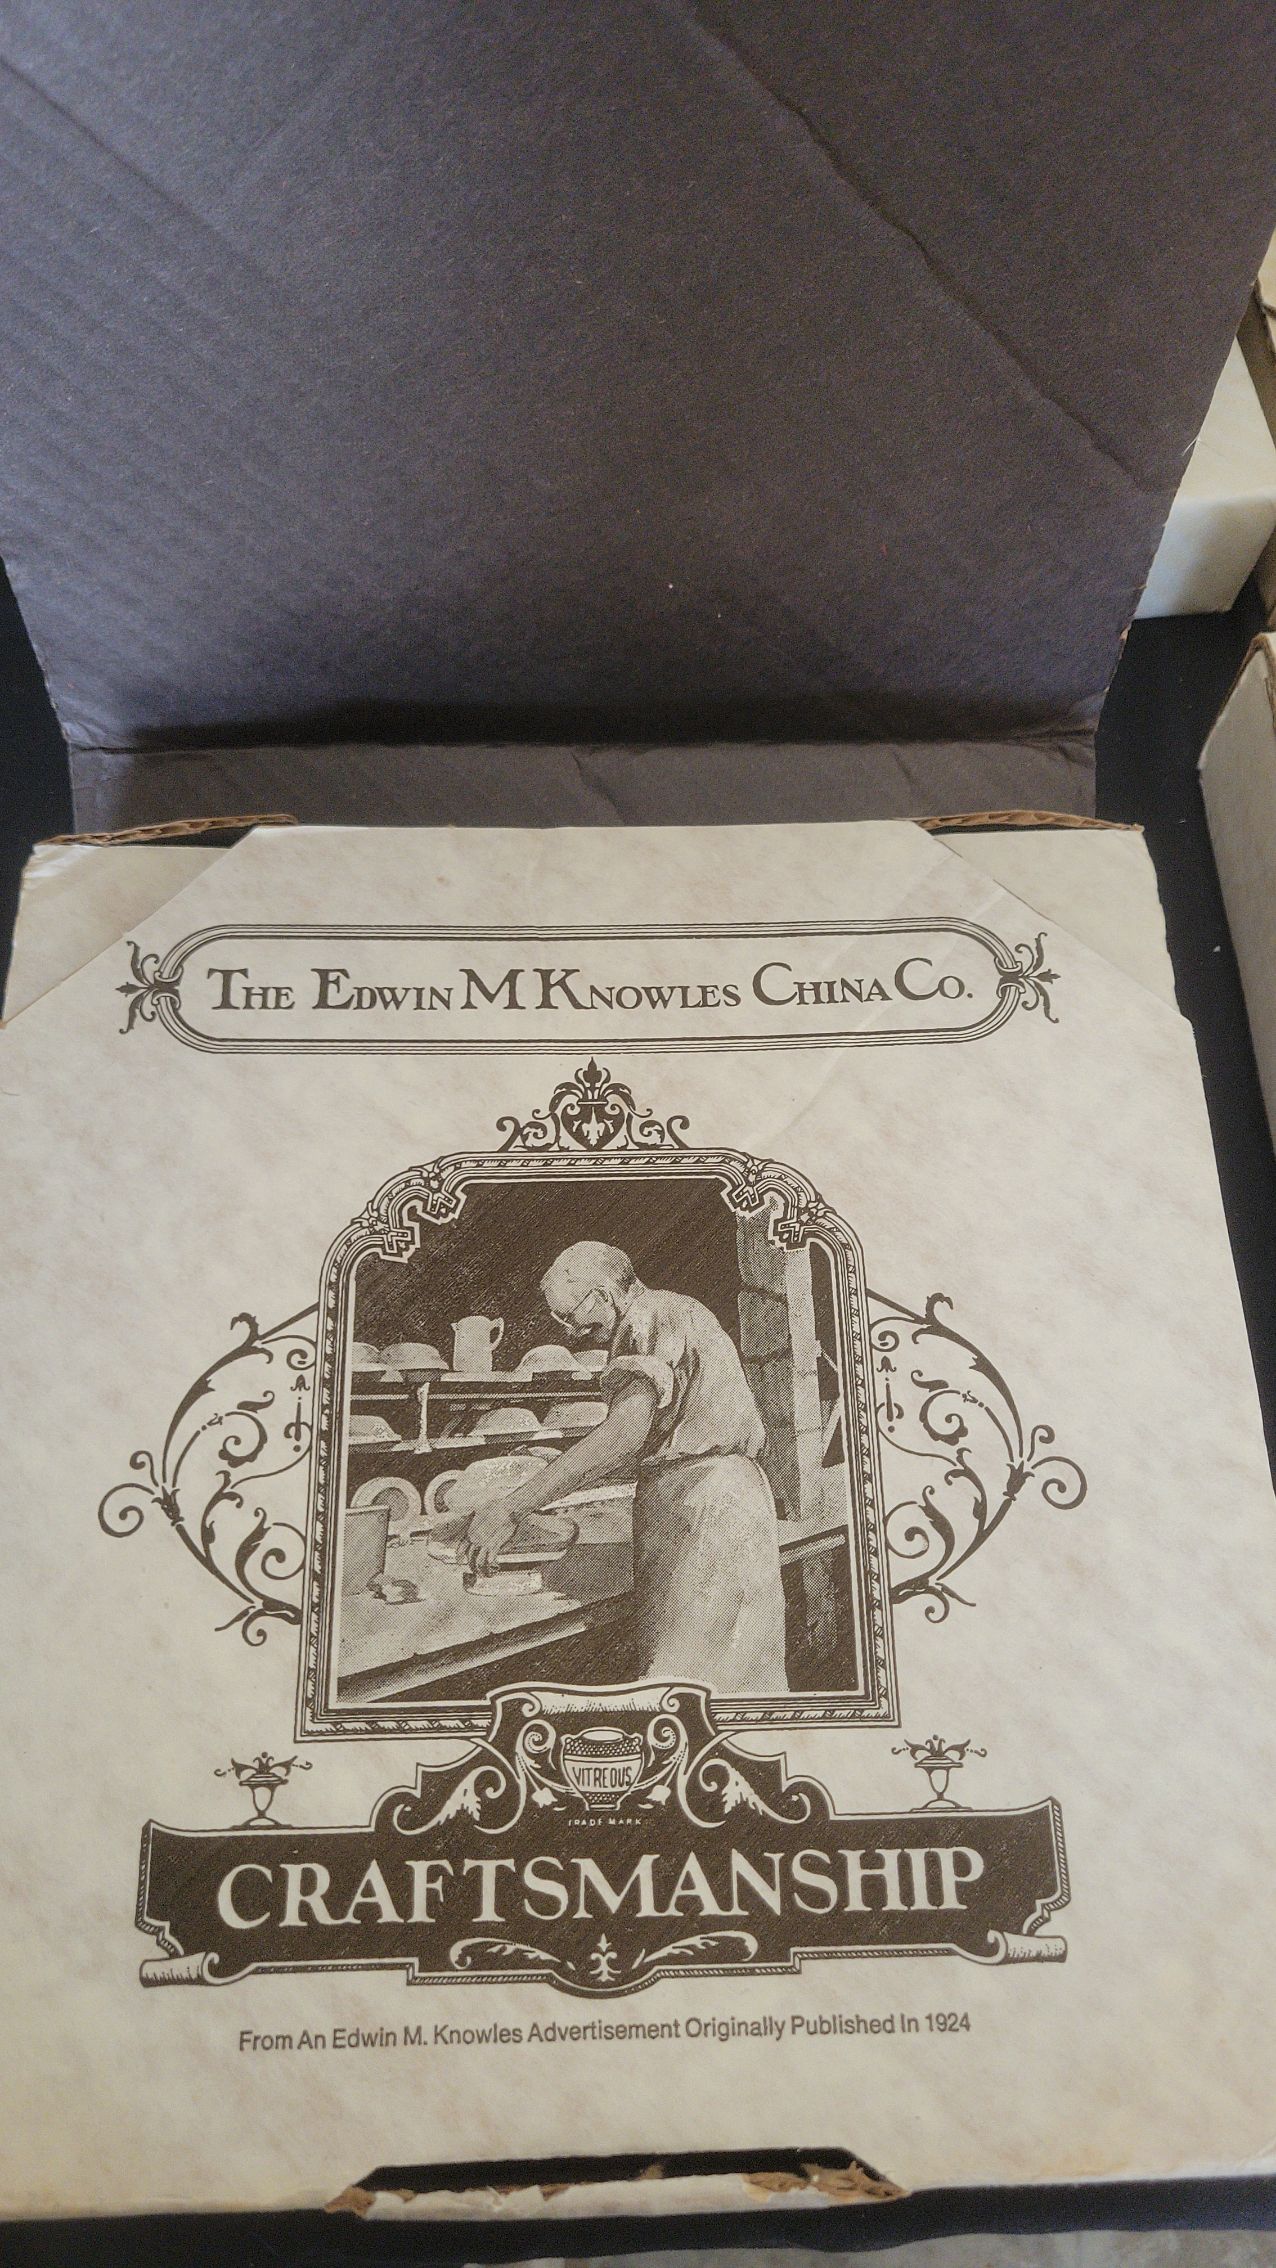 THE EDWIN M KNOWLES CHINA CO.
VITREOUS
TRADE MARK
CRAFTSMANSHIP
From An Edwin M. Knowles Advertisement Originally Published In 1924